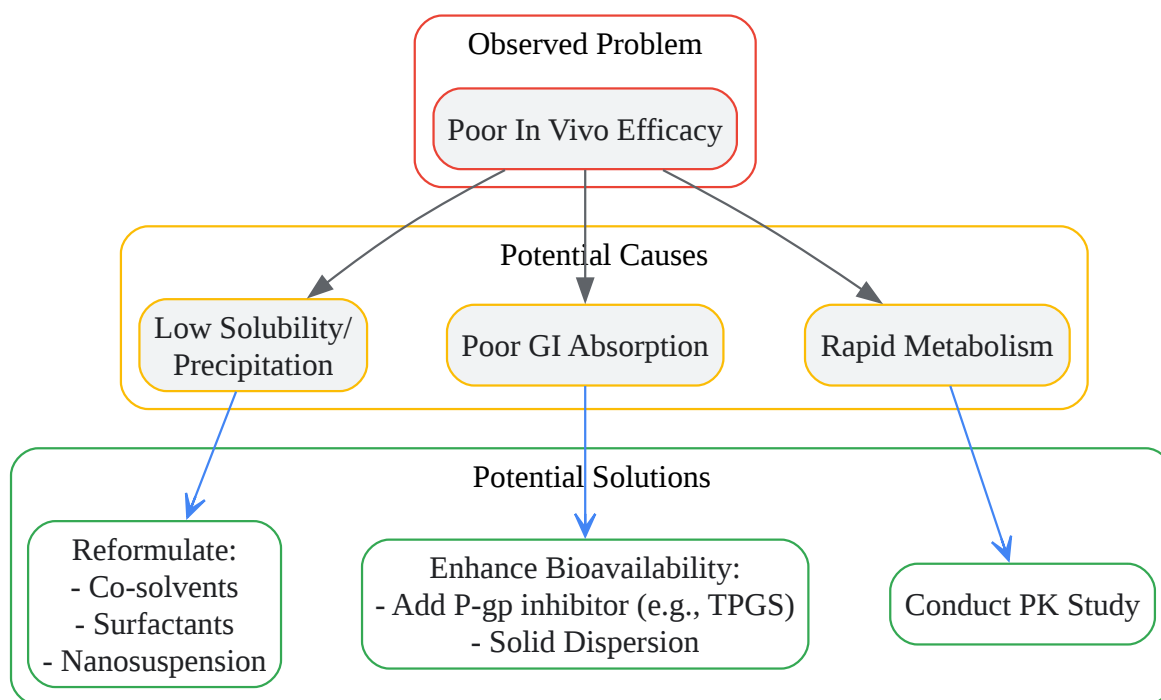 Observed Problem
Poor In Vivo Efficacy
Potential Causes
Low Solubility/
Precipitation
Poor GI Absorption
Rapid Metabolism
Potential Solutions
Reformulate:
- Co-solvents
- Surfactants
- Nanosuspension
Enhance Bioavailability:
- Add P-gp inhibitor (e.g., TPGS)
- Solid Dispersion
Conduct PK Study